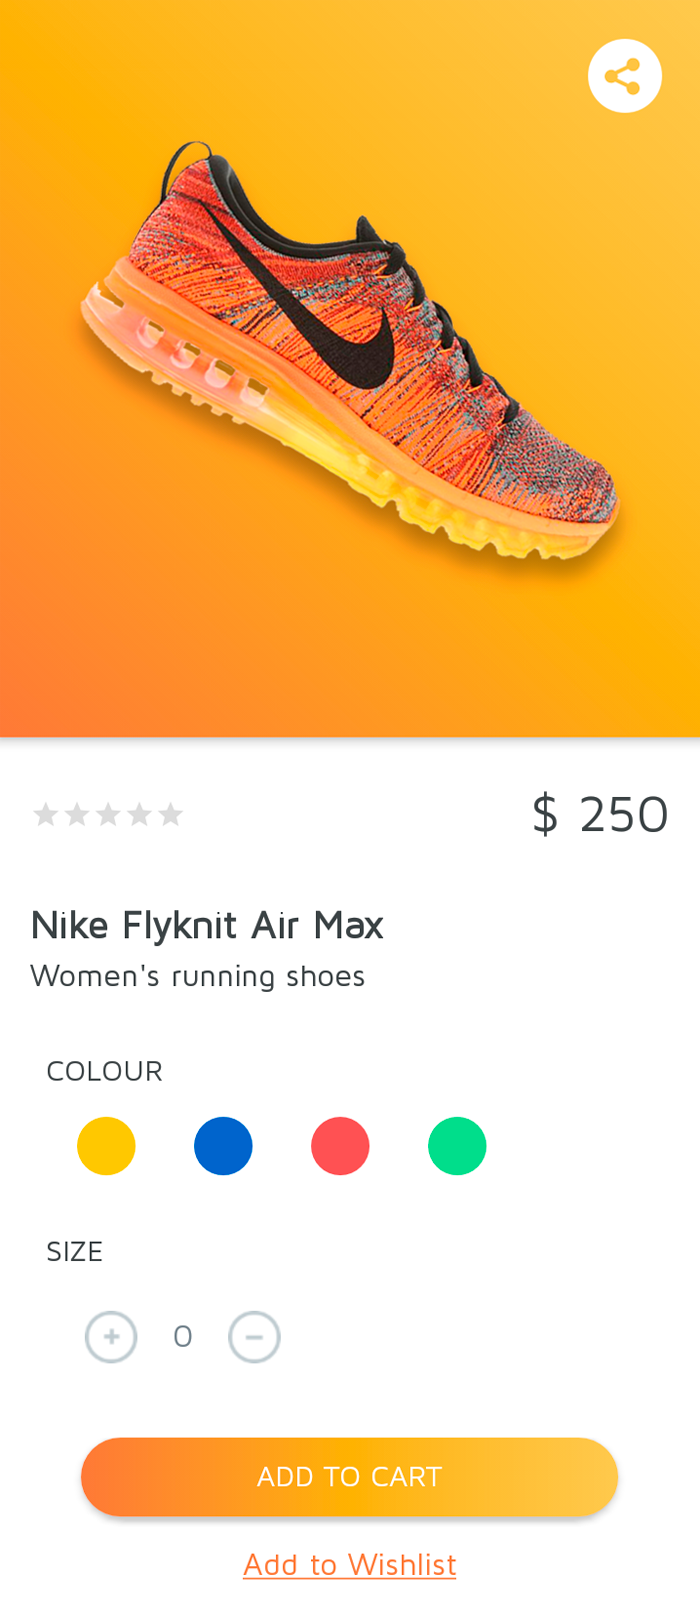 $ 250
Nike Flyknit Air Max
Women's running shoes
COLOUR
SIZE
0
ADD TO CART
Add to Wishlist